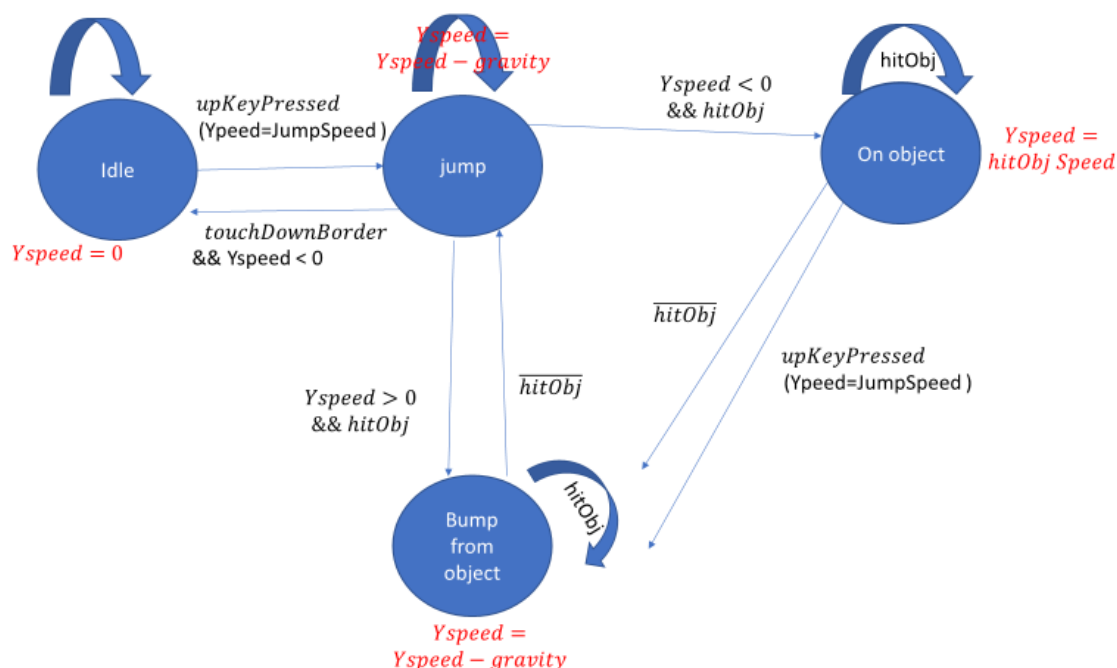 Yspeed =
Yspeed − gravity
hitObj
upKeyPressed
(Ypeed=JumpSpeed )
Yspeed < 0
&& hitObj
Idle
jump
On object
Yspeed =
hitObj Speed
touchDownBorder
&& Yspeed < 0
Yspeed = 0
hitObj
upKeyPressed
(Ypeed=JumpSpeed )
Yspeed > 0
&& hitObj
hitObj
hitObj
Bump
from
object
Yspeed =
Yspeed − gravity